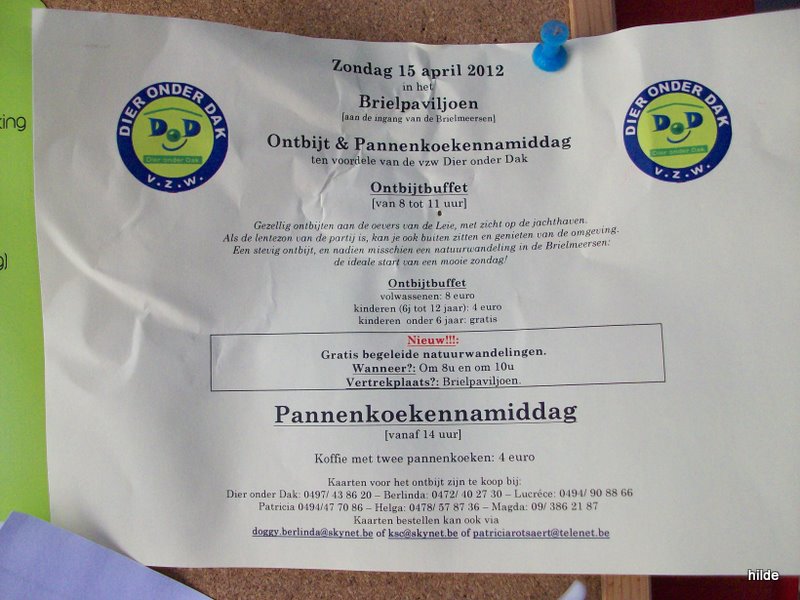 Zondag 15 april 2012
in het
Brielpaviljoen
[aan de ingang van de Brielmeersen]
Ontbijt & Pannenkoekennamiddag
ten voordele van de vzw Dier onder Dak
DIER ONDER DAK
DoD
Dier onder Dak
v.z.w.
DIER ONDER DAK
DoD
Dier onder Dak
v.z.w.
Ontbijtbuffet
[van 8 tot 11 uur]
Gezellig ontbijten aan de oevers van de Leie, met zicht op de jachthaven.
Als de lentezon van de partij is, kan je ook buiten zitten en genieten van de omgeving.
Een stevig ontbijt, en nadien misschien een natuurwandeling in de Brielmeersen:
de ideale start van een mooie zondag!
Ontbijtbuffet
volwassenen: 8 euro
kinderen (6j tot 12 jaar): 4 euro
kinderen onder 6 jaar: gratis
Nieuw!!!:
Gratis begeleide natuurwandelingen.
Wanneer?: Om 8u en om 10u
Vertrekplaats?: Brielpaviljoen.
Pannenkoekennamiddag
[vanaf 14 uur]
Koffie met twee pannenkoeken: 4 euro
Kaarten voor het ontbijt zijn te koop bij:
Dier onder Dak: 0497/ 43 86 20 – Berlinda: 0472/ 40 27 30 – Lucréce: 0494/ 90 88 66
Patricia 0494/47 70 86 – Helga: 0478/ 57 87 36 – Magda: 09/ 386 21 87
Kaarten bestellen kan ook via
doggy.berlinda@skynet.be of ksc@skynet.be of patriciarotsaert@telenet.be
hilde